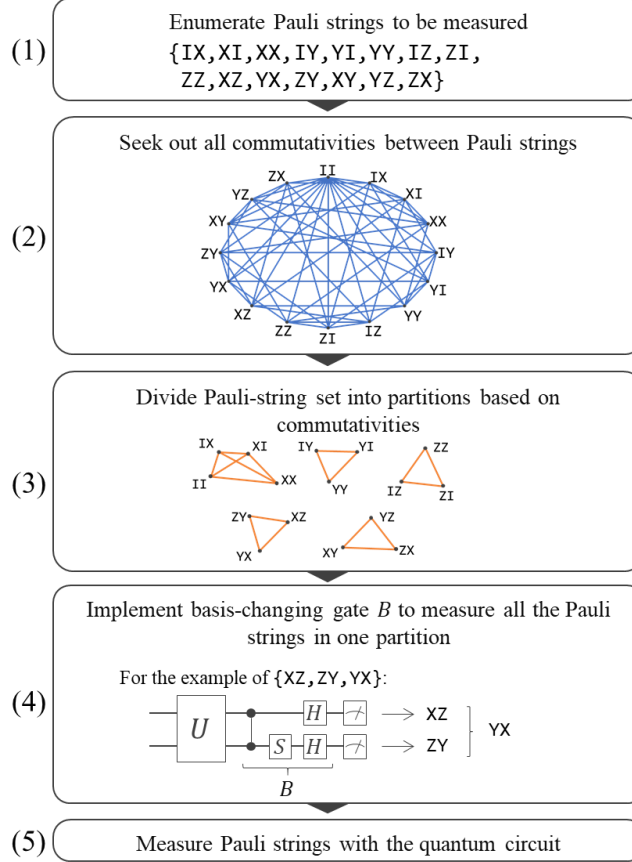 (1)
Enumerate Pauli strings to be measured
{IX,XI,XX,IY,YI,YY,IZ,ZI,
ZZ,XZ,YX,ZY,XY,YZ,ZX}
(2)
Seek out all commutativities between Pauli strings
II
ZX
IX
YZ
XI
XY
XX
ZY
IY
YX
YI
XZ
YY
ZZ
IZ
ZI
(3)
Divide Pauli-string set into partitions based on
commutativities
IX
XI
II
XX
IY
YI
YY
ZZ
IZ
ZI
ZY
XZ
YX
YZ
XY
ZX
(4)
Implement basis-changing gate B to measure all the Pauli
strings in one partition
For the example of {XZ,ZY,YX}:
U
H
XZ
S
H
ZY
YX
B
(5)
Measure Pauli strings with the quantum circuit